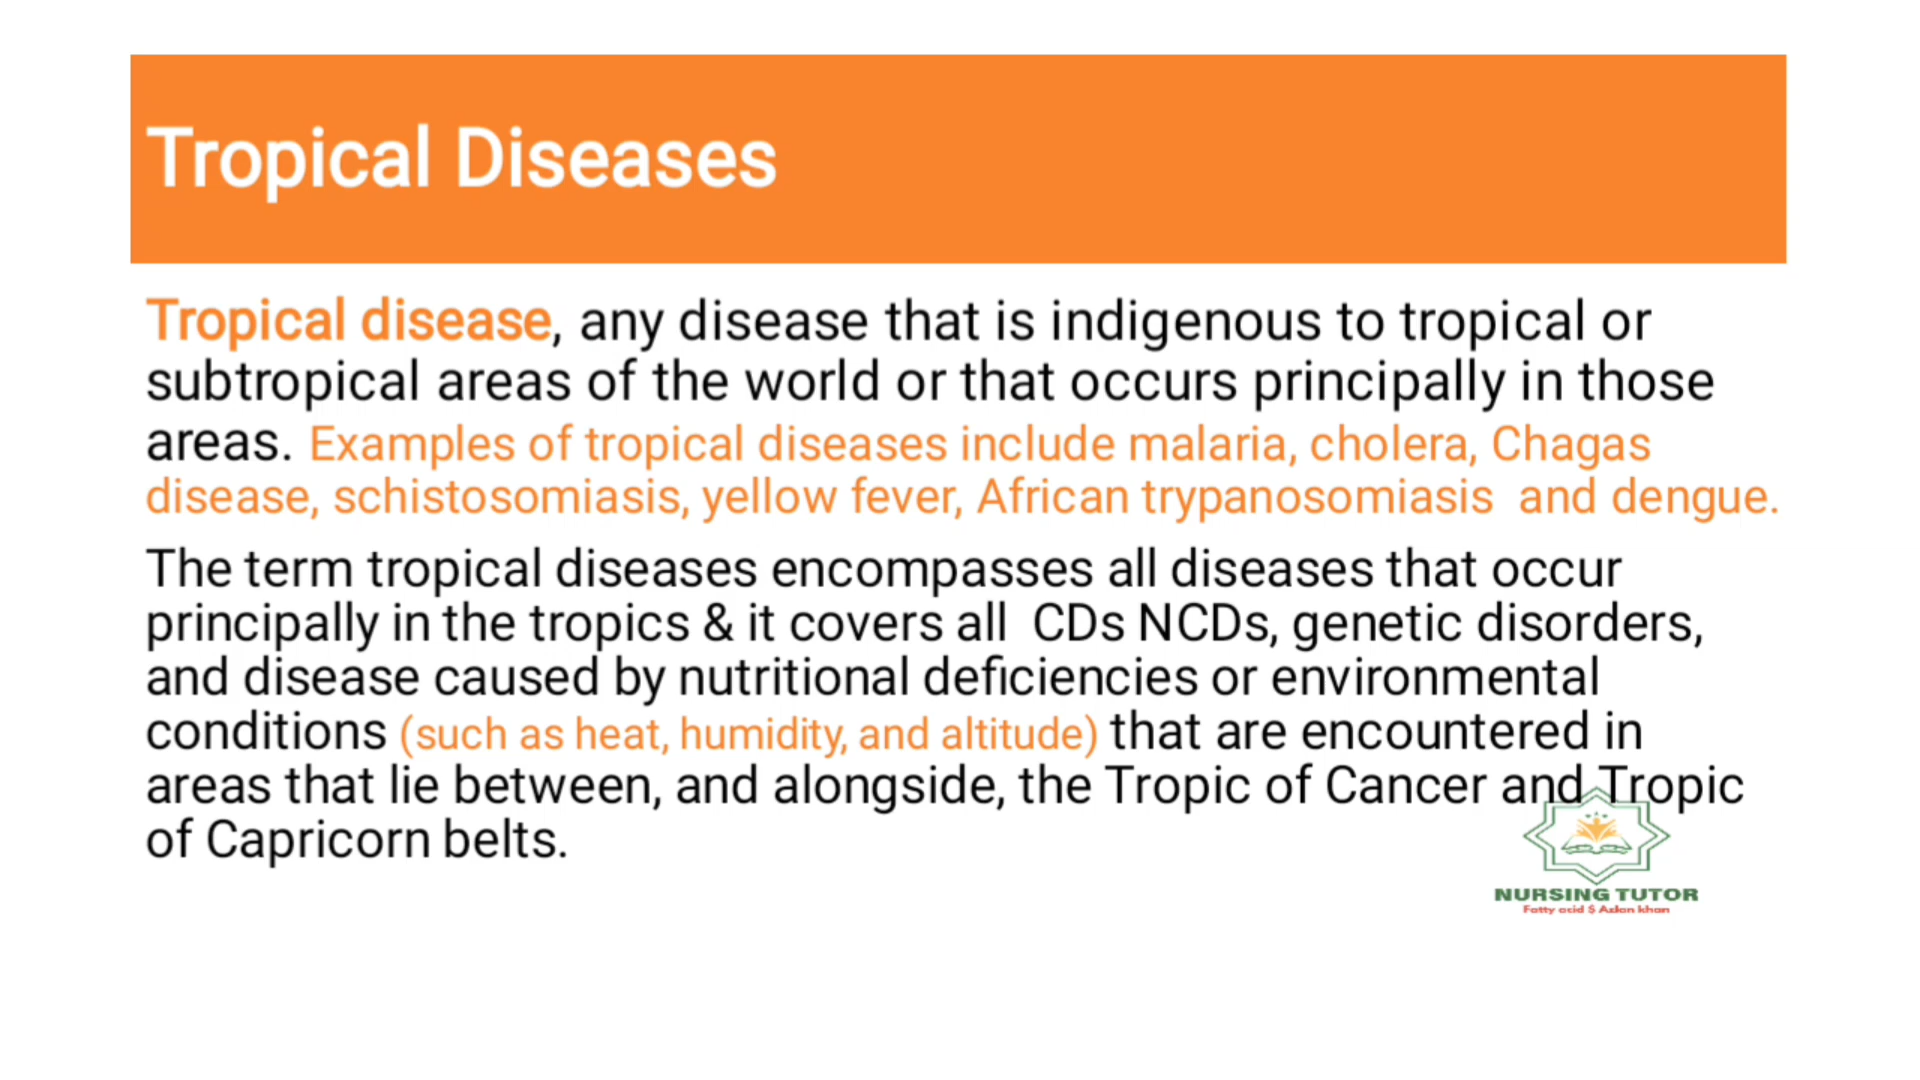 Tropical Diseases
Tropical disease, any disease that is indigenous to tropical or
subtropical areas of the world or that occurs principally in those
areas. Examples of tropical diseases include malaria, cholera, Chagas
disease, schistosomiasis, yellow fever, African trypanosomiasis  and dengue.
The term tropical diseases encompasses all diseases that occur
principally in the tropics & it covers all  CDs NCDs, genetic disorders,
and disease caused by nutritional deficiencies or environmental
conditions (such as heat, humidity, and altitude) that are encountered in
areas that lie between, and alongside, the Tropic of Cancer and Tropic
of Capricorn belts.
NURSING TUTOR
Fatty acid $ Azlan khan